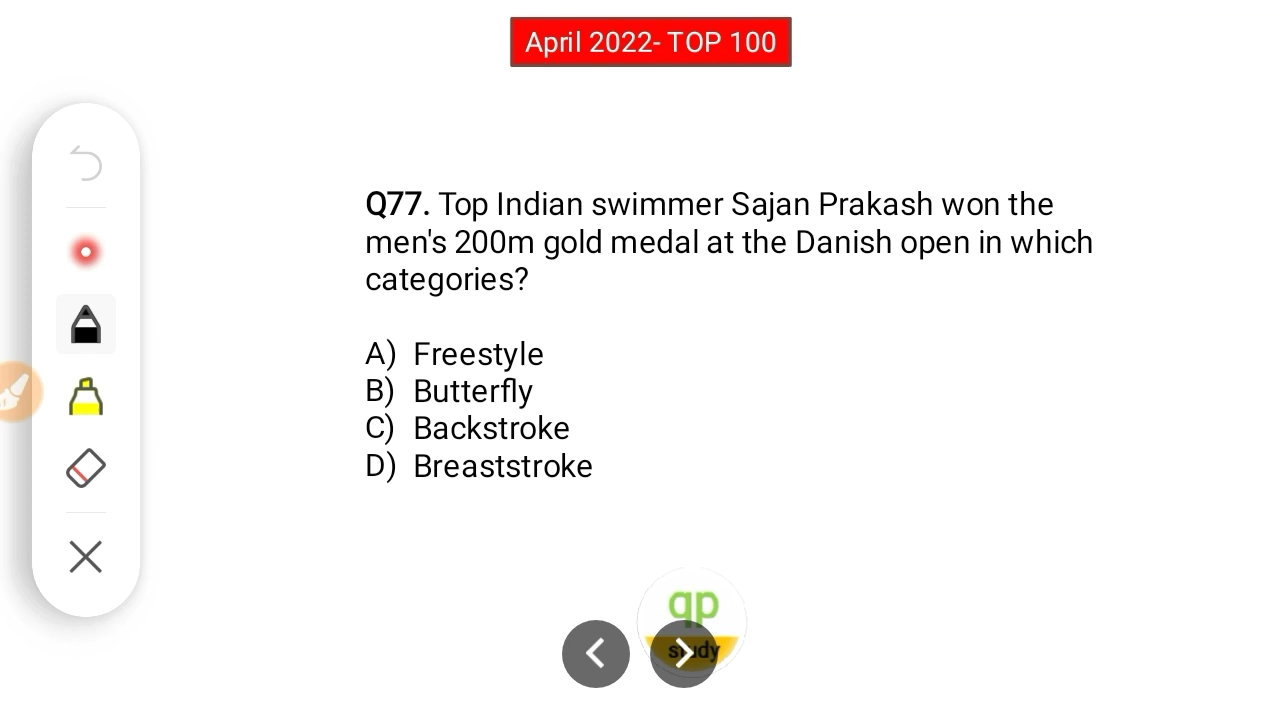 April 2022- TOP 100
Q77. Top Indian swimmer Sajan Prakash won the
men's 200m gold medal at the Danish open in which
categories?
A) Freestyle
B) Butterfly
C) Backstroke
D) Breaststroke
qp
study